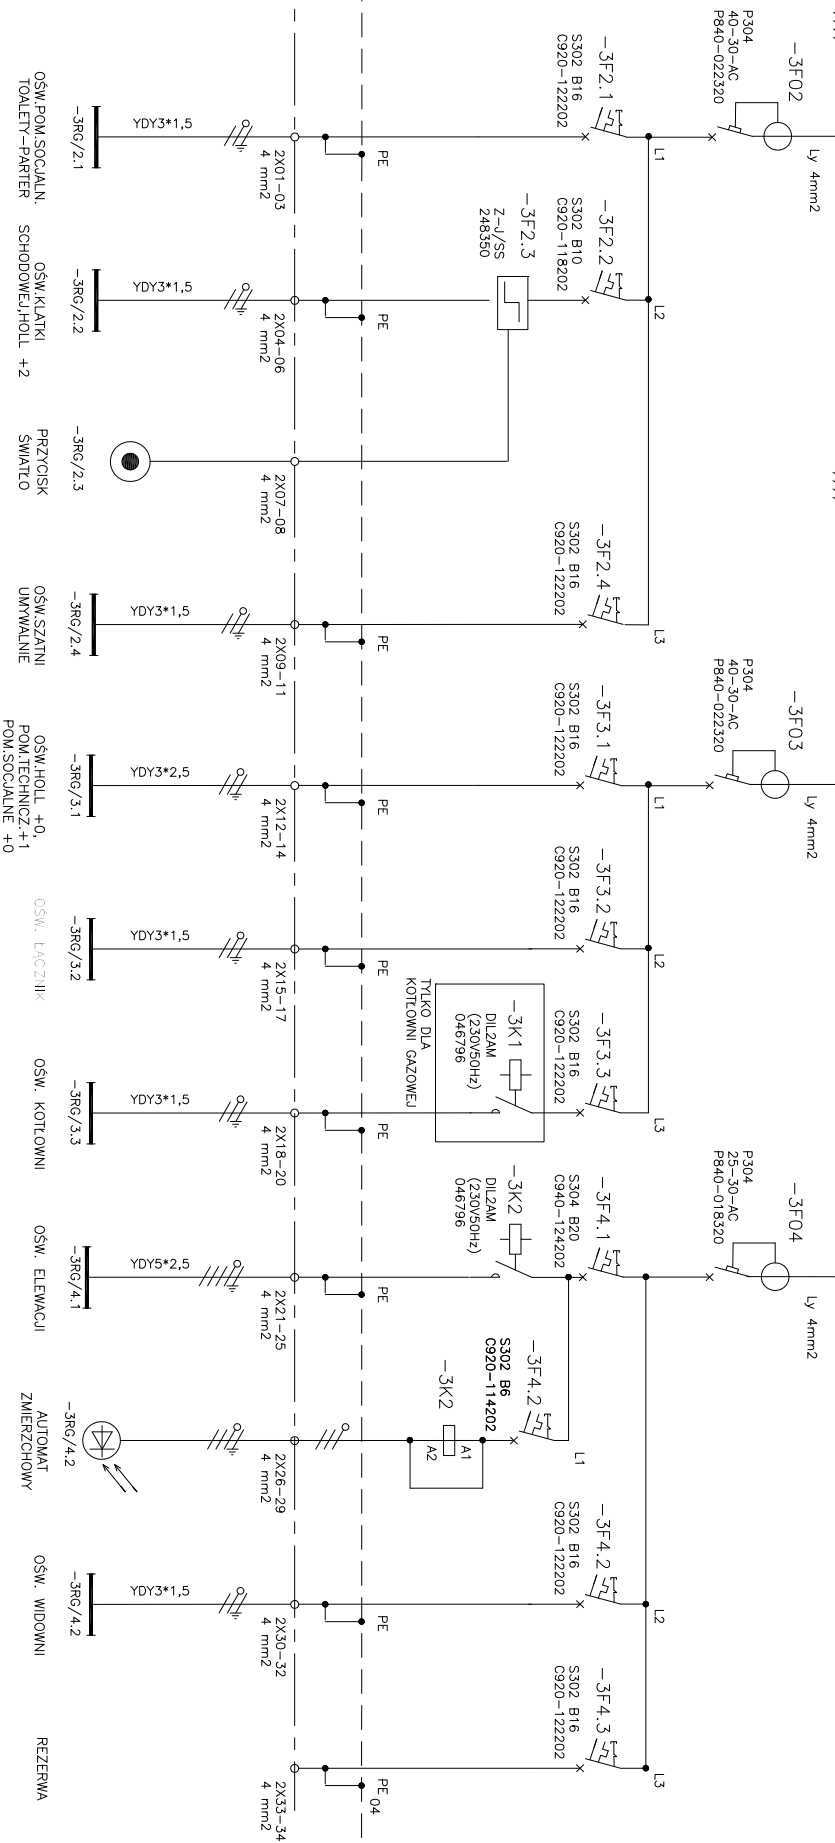 -3F02
P304
40-30-AC
P840-022320
Ly 4mm2
-3F2.1
S302 B16
C920-122202
L1
PE
2X01-03
4 mm2
YDY3*1,5
-3RG/2.1
OŚW.POM.SOCJALN.
TOALETY-PARTER
-3F2.2
S302 B10
C920-118202
L2
-3F2.3
Z-J/SS
248350
PE
2X04-06
4 mm2
YDY3*1,5
-3RG/2.2
OŚW.KLATKI
SCHODOWEJ,HOLL +2
2X07-08
4 mm2
-3RG/2.3
PRZYCISK
ŚWIATŁO
-3F2.4
S302 B16
C920-122202
L3
PE
2X09-11
4 mm2
YDY3*1,5
-3RG/2.4
OŚW.SZATNI
UMYWALNIE
-3F03
P304
40-30-AC
P840-022320
Ly 4mm2
-3F3.1
S302 B16
C920-122202
L1
PE
2X12-14
4 mm2
YDY3*2,5
-3RG/3.1
OŚW.HOLL +0,
POM.TECHNICZ.+1
POM.SOCJALNE +0
-3F3.2
S302 B16
C920-122202
L2
PE
2X15-17
4 mm2
YDY3*1,5
-3RG/3.2
OŚW. ŁĄCZNIK
-3F3.3
S302 B16
C920-122202
L3
-3K1
DIL2AM
(230V50Hz)
046796
TYLKO DLA
KOTŁOWNI GAZOWEJ
PE
2X18-20
4 mm2
YDY3*1,5
-3RG/3.3
OŚW. KOTŁOWNI
-3F04
P304
25-30-AC
P840-018320
Ly 4mm2
-3F4.1
S304 B20
C940-124202
-3K2
DIL2AM
(230V50Hz)
046796
PE
2X21-25
4 mm2
YDY5*2,5
-3RG/4.1
OŚW. ELEWACJI
L1
-3F4.2
S302 B6
C920-114202
-3K2
A1
A2
2X26-29
4 mm2
-3RG/4.2
AUTOMAT
ZMIERZCHOWY
-3F4.2
S302 B16
C920-122202
L2
PE
2X30-32
4 mm2
YDY3*1,5
-3RG/4.2
OŚW. WIDOWNI
-3F4.3
S302 B16
C920-122202
L3
PE
04
2X33-34
4 mm2
REZERWA